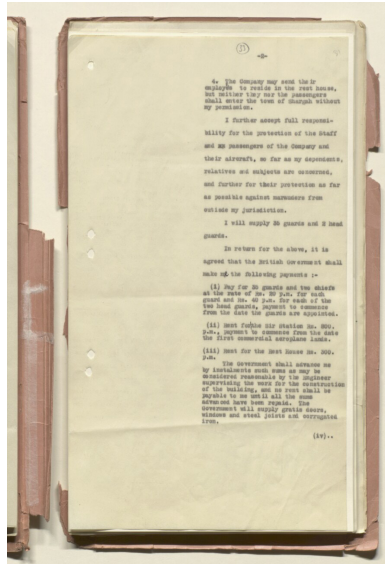 -2-
4. The Company may send their
employés to reside in the rest house,
but neither they nor the passengers
shall enter the town of Shargah without
my permission.
I further accept full responsi-
bility for the protection of the Staff
and passengers of the Company and
their aircraft, so far as my dependents,
relatives and subjects are concerned,
and further for their protection as far
as possible against marauders from
outside my jurisdiction.
I will supply guards and 2 head
guards.
In return for the above, it is
agreed that the British Government shall
make the following payments :-
(i) Pay for guards and two chiefs
at the rate of Rs. 20 p.m. for each
guard and Rs. 40 p.m. for each of the
two head guards, payment to commence
from the date the guards are appointed.
(ii) Rent for the Air Station Rs.
p.m., payment to commence from the date
the first commercial aeroplane lands.
(iii) Rent for the Rest House Rs. 300.
p.m.
The Government shall advance me
by instalments such sums as may be
considered reasonable by the Engineer
supervising the work for the construction
of the building, and no rent shall be
payable to me until all the sums
advanced have been repaid. The
Government will supply gratis doors,
windows and steel joists and corrugated
iron.
(iv)..